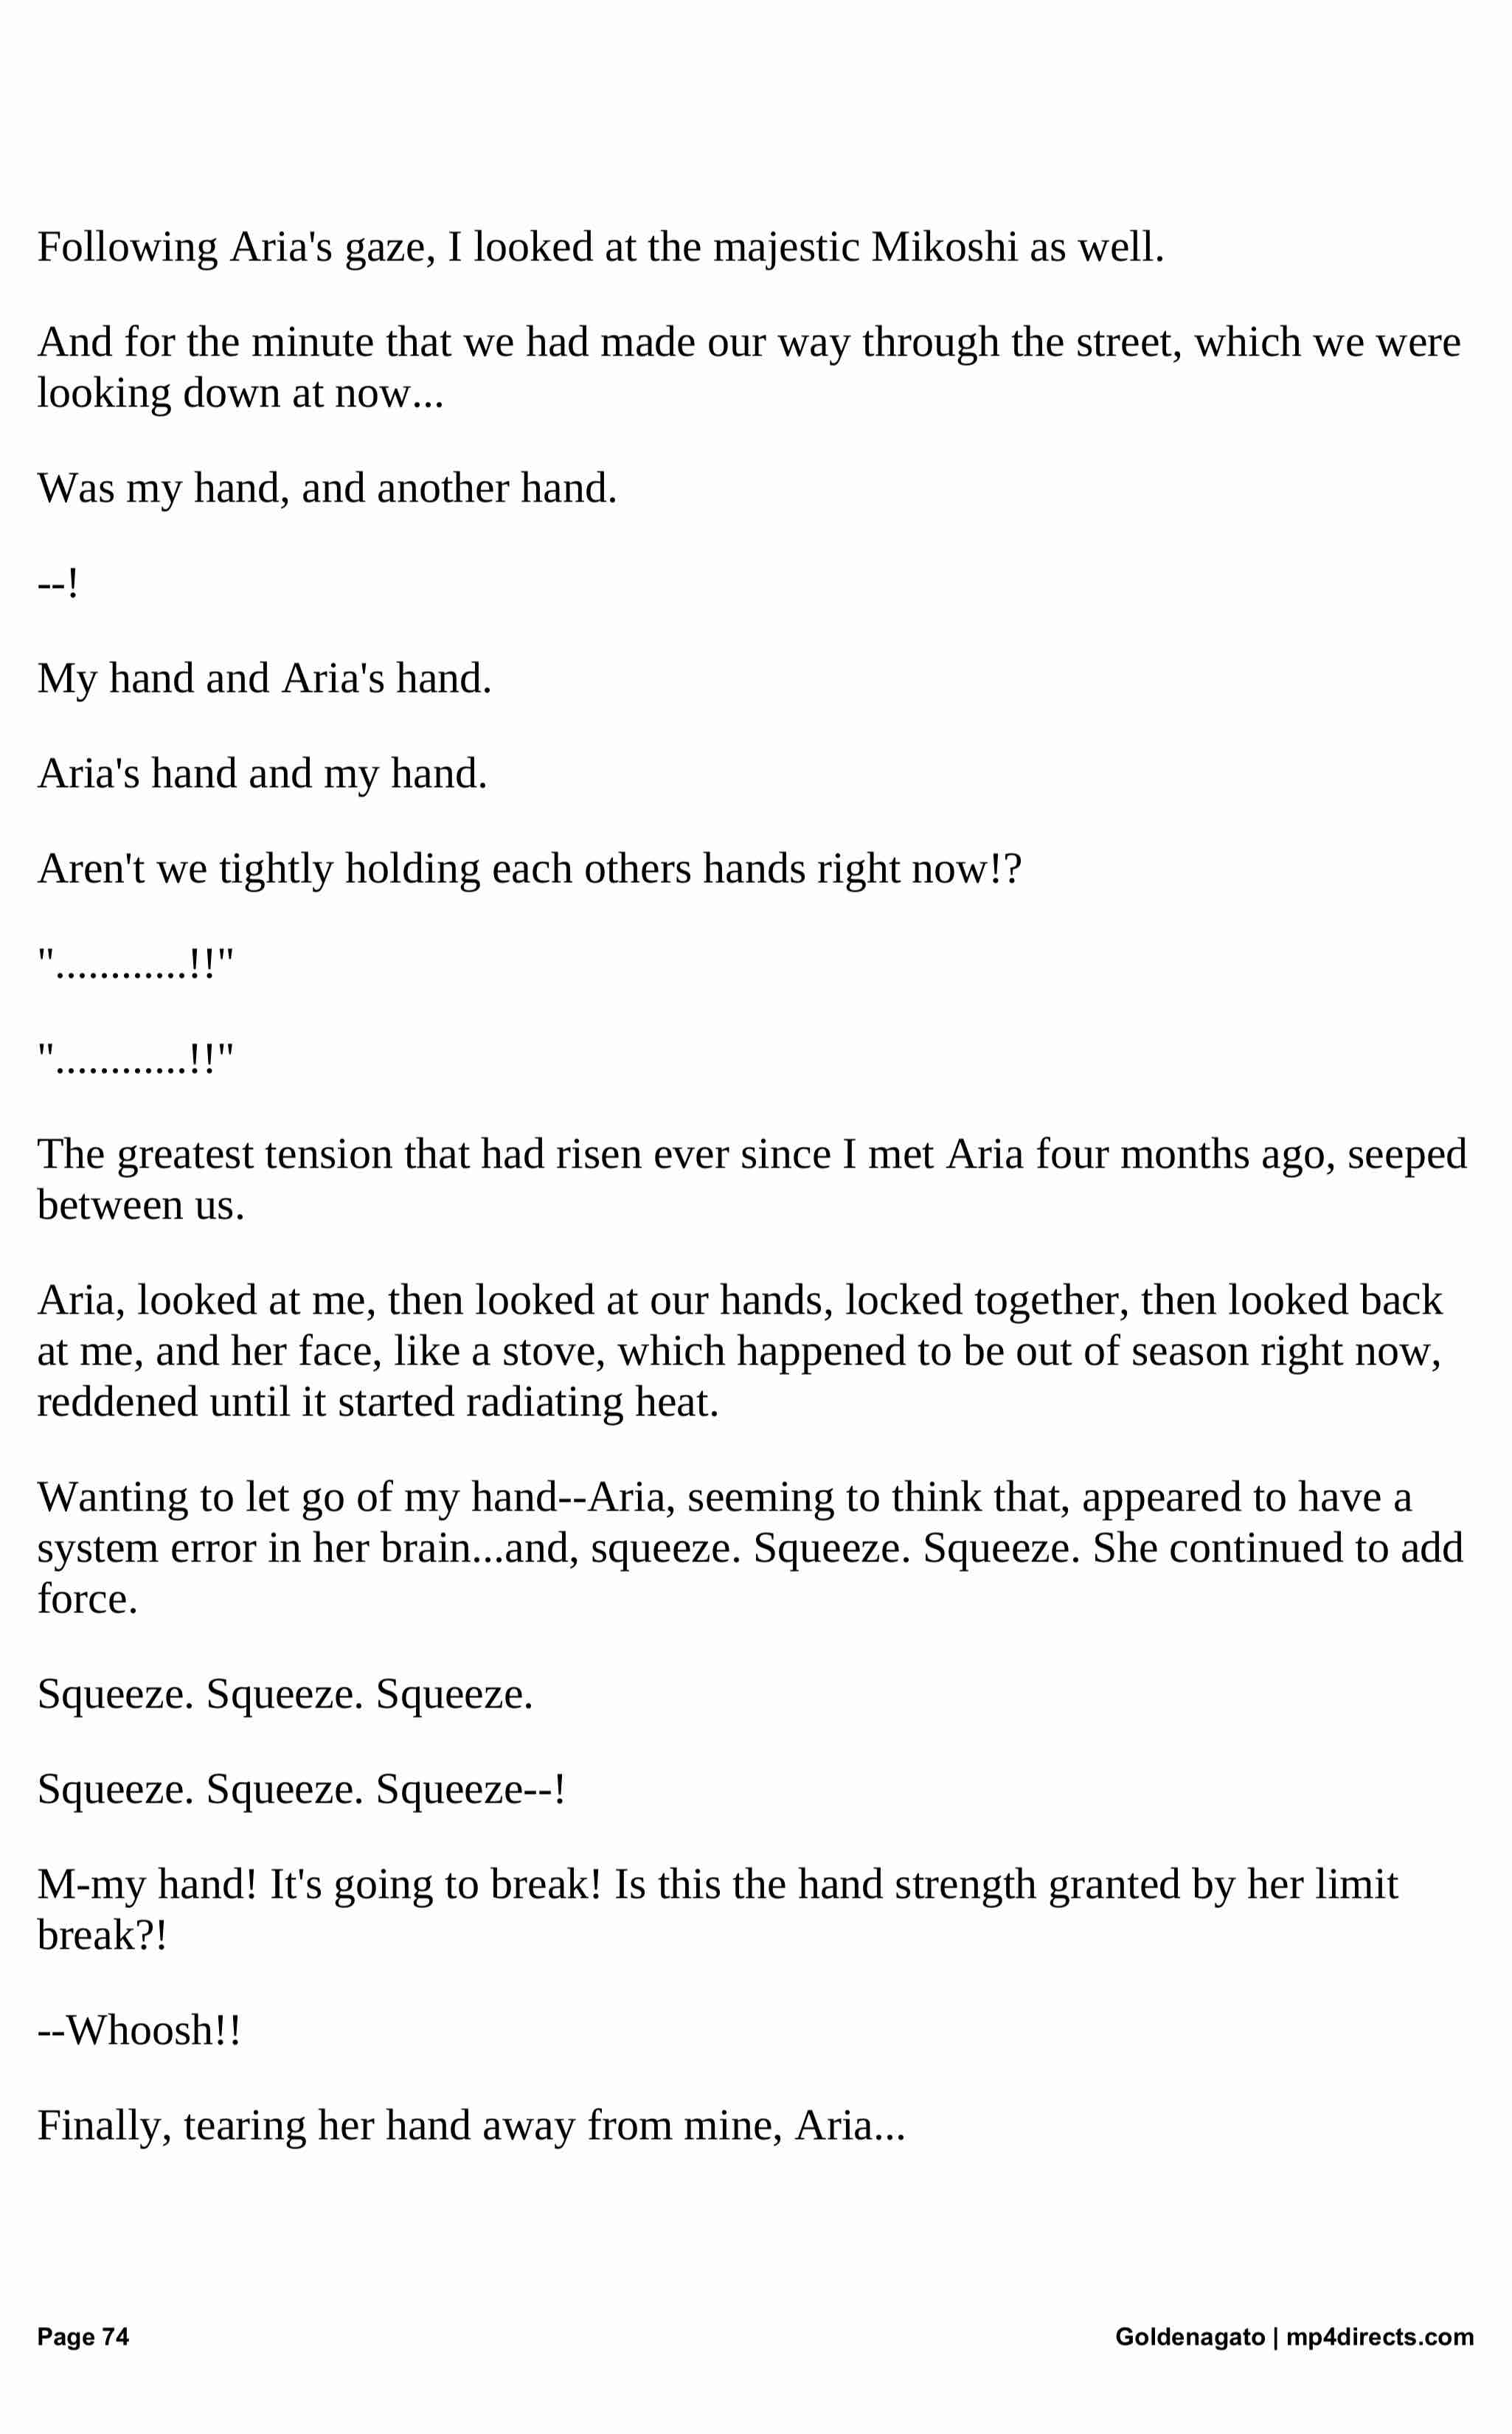 Following Aria's gaze, I looked at the majestic Mikoshi as well.
And for the minute that we had made our way through the street, which we were
looking down at now...
Was my hand, and another hand.
--!
My hand and Aria's hand.
Aria's hand and my hand.
Aren't we tightly holding each others hands right now!?
"............!!"
"............!!"
The greatest tension that had risen ever since I met Aria four months ago, seeped
between us.
Aria, looked at me, then looked at our hands, locked together, then looked back
at me, and her face, like a stove, which happened to be out of season right now,
reddened until it started radiating heat.
Wanting to let go of my hand--Aria, seeming to think that, appeared to have a
system error in her brain...and, squeeze. Squeeze. Squeeze. She continued to add
force.
Squeeze. Squeeze. Squeeze.
Squeeze. Squeeze. Squeeze--!
M-my hand! It's going to break! Is this the hand strength granted by her limit
break?!
--Whoosh!!
Finally, tearing her hand away from mine, Aria...
Page 74
Goldenagato | mp4directs.com